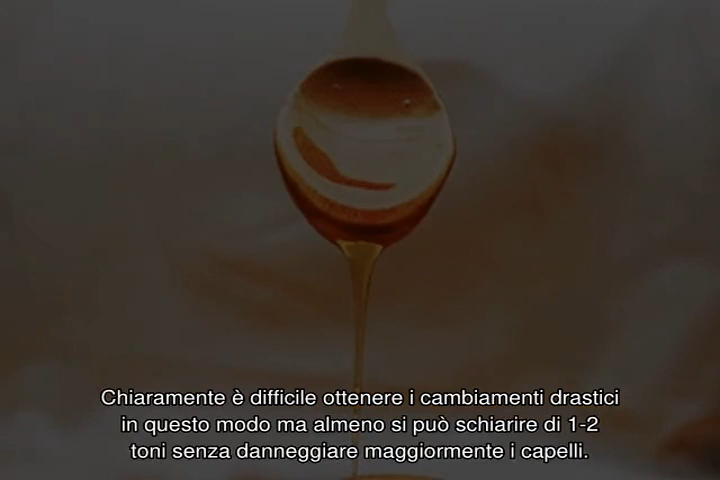 Chiaramente è difficile ottenere i cambiamenti drastici
in questo modo ma almeno si può schiarire di 1-2
toni senza danneggiare maggiormente i capelli.